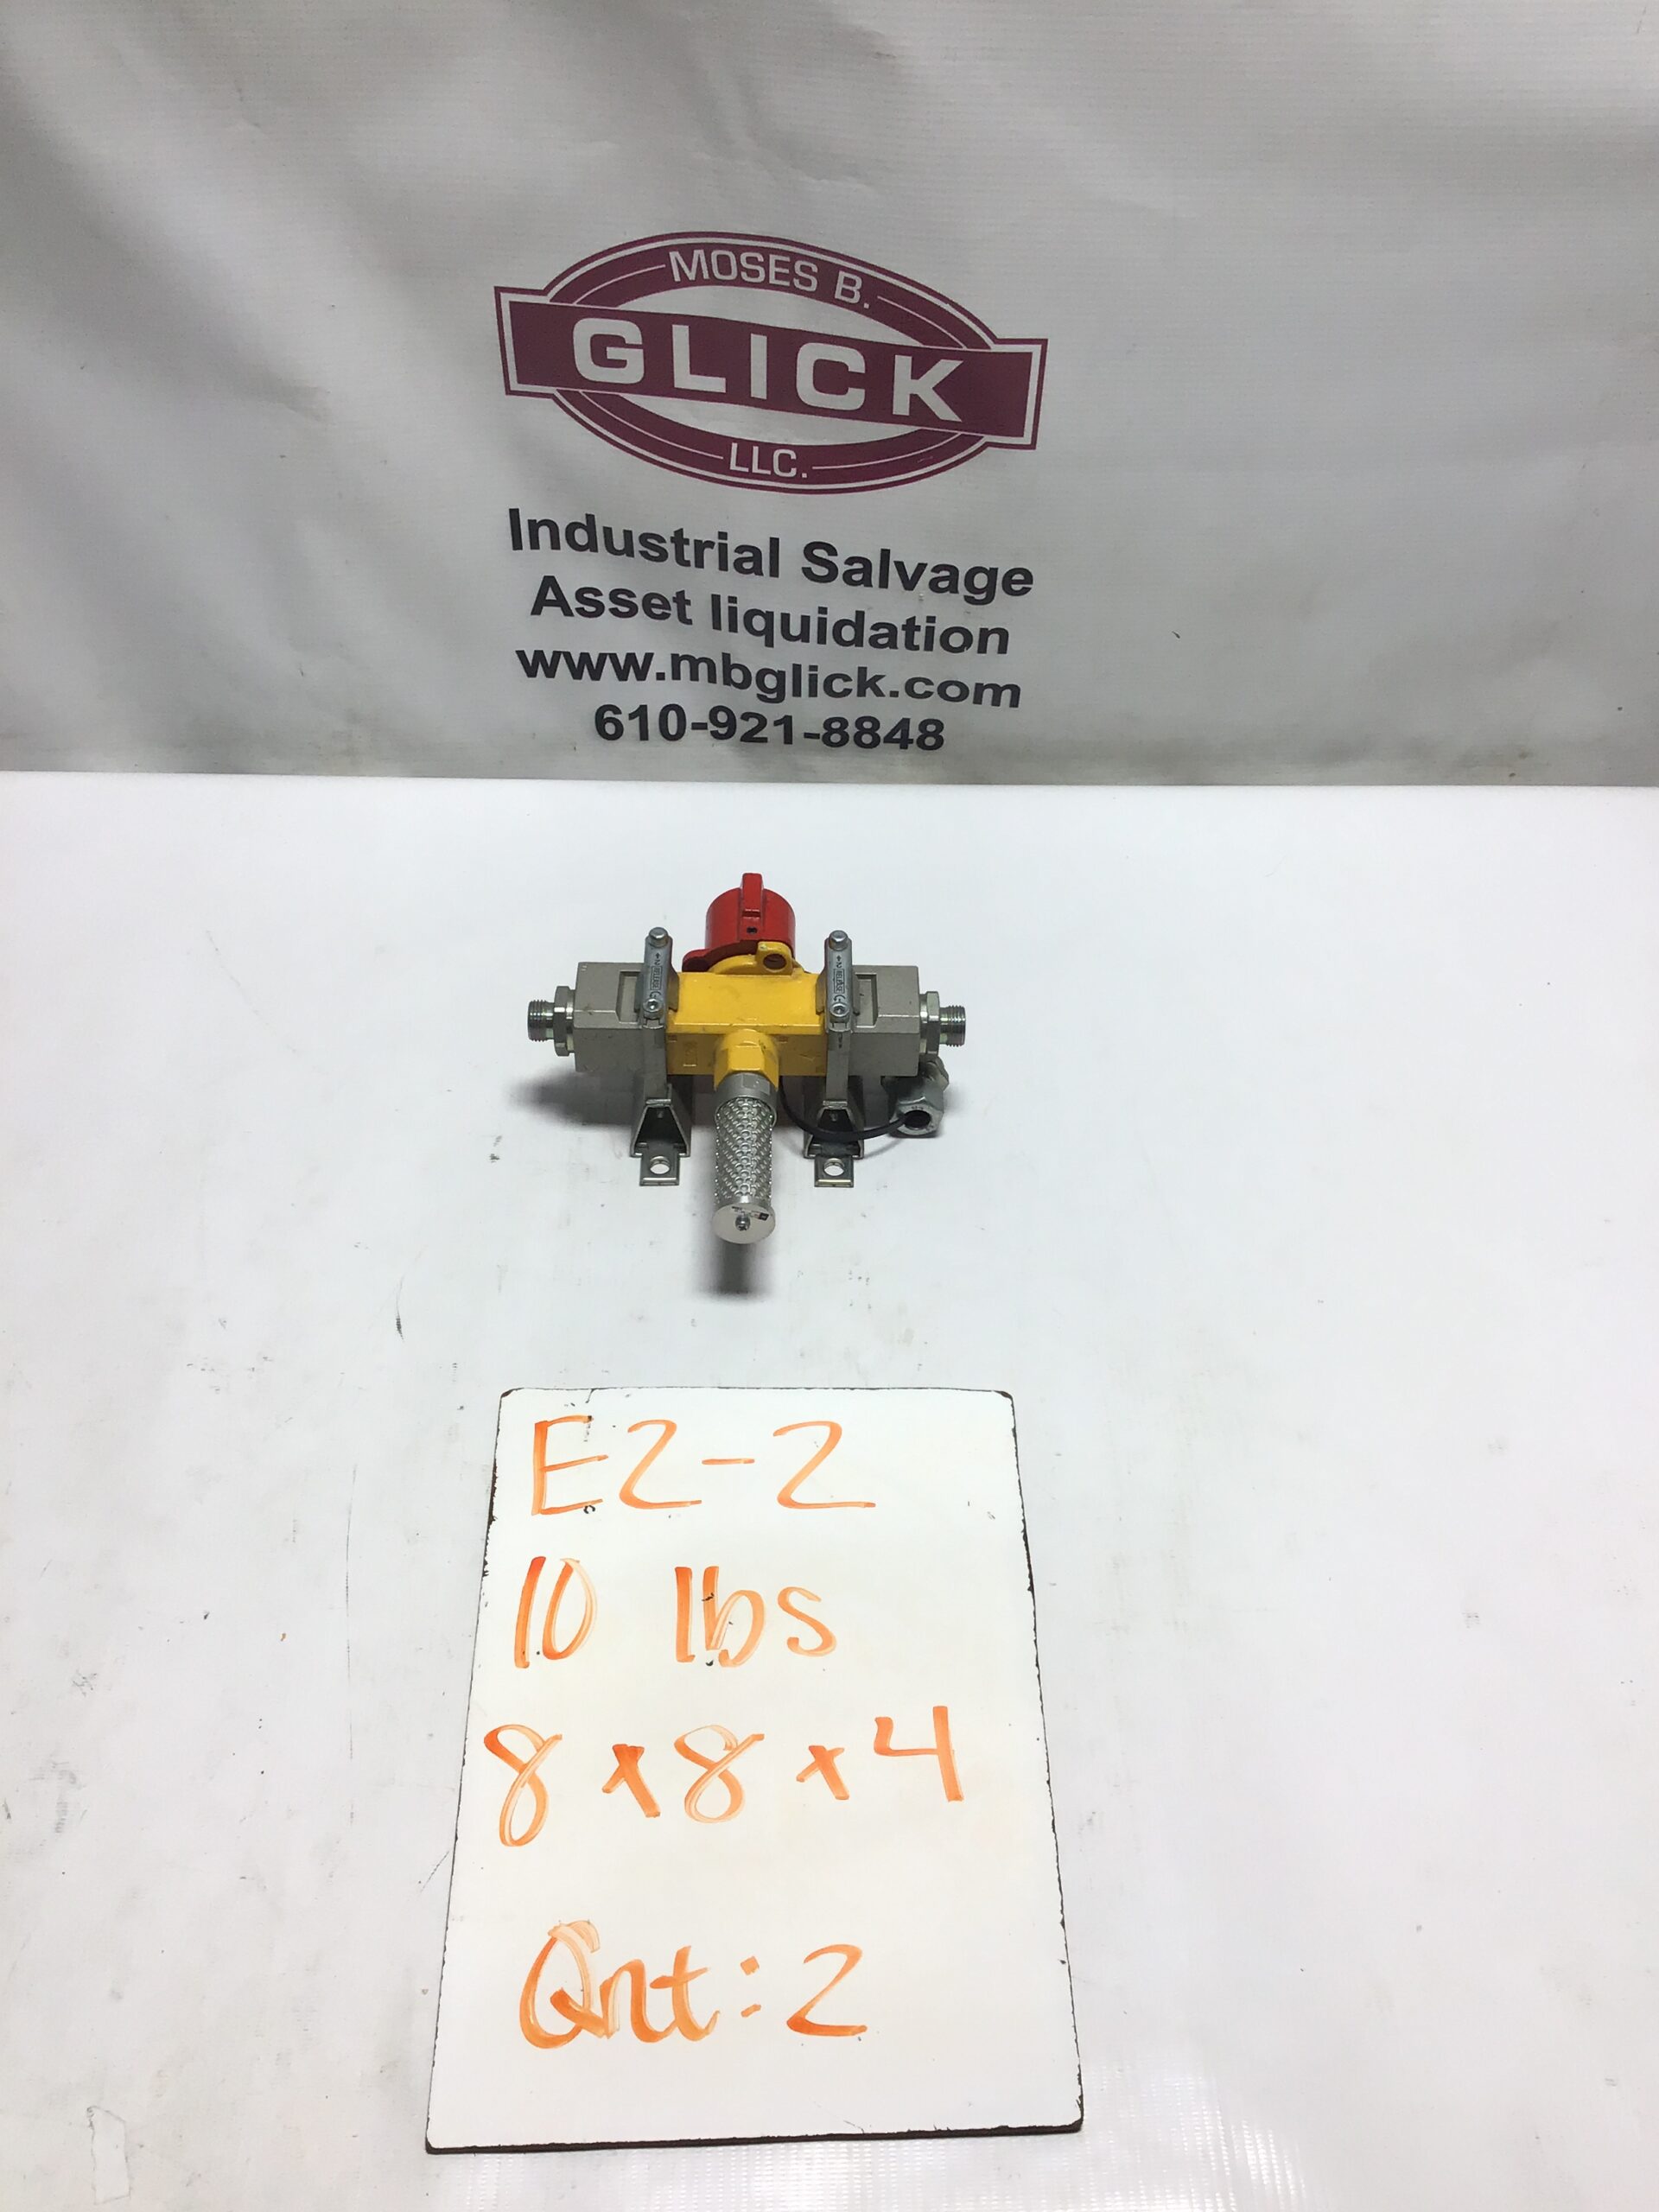 MOSES B.
GLICK
LLC.
Industrial Salvage
Asset liquidation
www.mbglick.com
610-921-8848
E2-2
10 lbs
8x8x4
Qnt:2